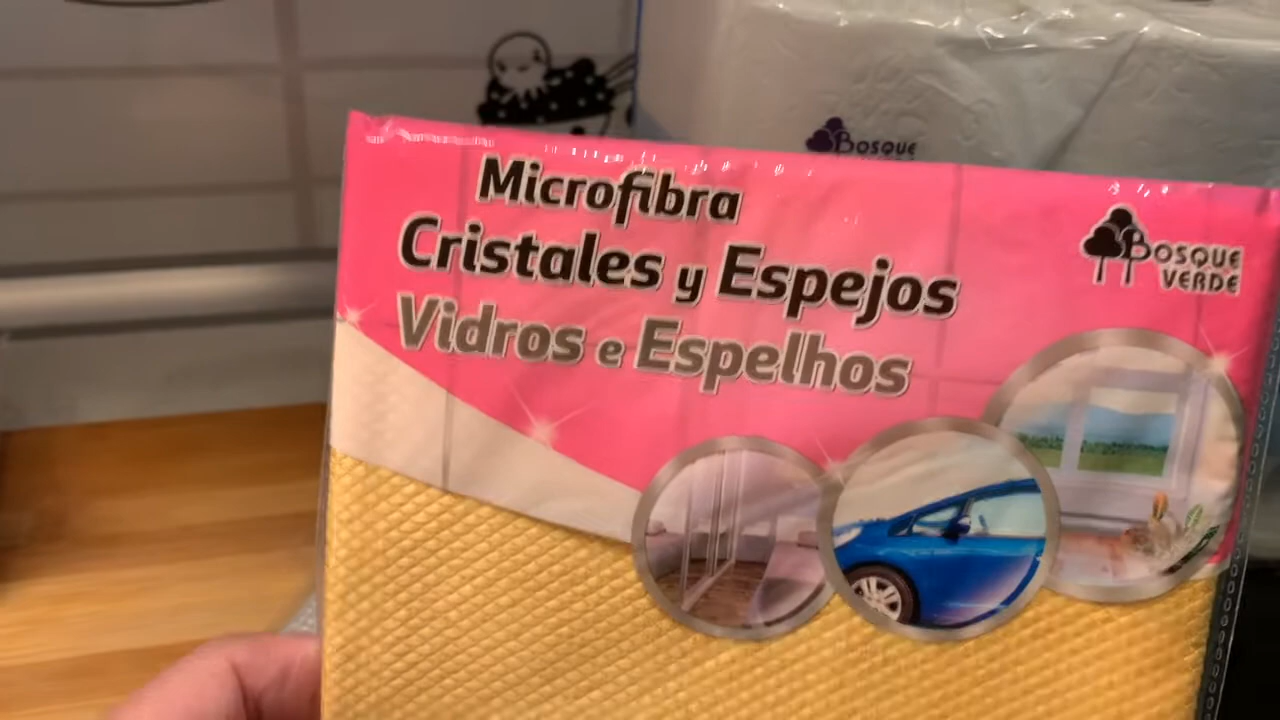 Microfibra
Cristales y Espejos
Vidros e Espelhos
BOSQUE
VERDE
BOSQUE